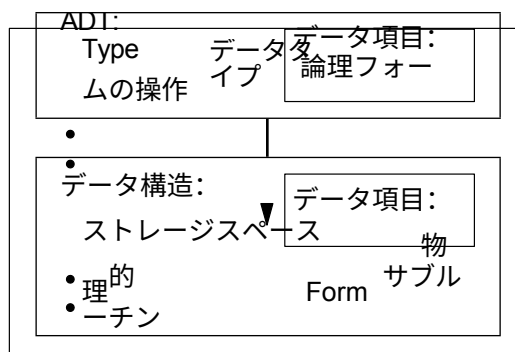 ADT:
Type
データタイプ
データ項目：
論理フォー
ムの操作
データ構造：
データ項目：
ストレージスペース
物
理的
サブル
ーチン
Form